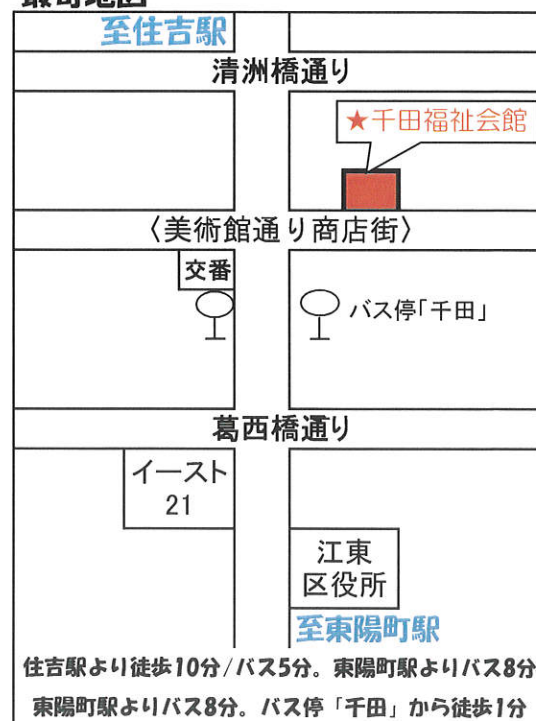 最寄地図
至住吉駅
清洲橋通り
★千田福祉会館
〈美術館通り商店街〉
交番
バス停「千田」
葛西橋通り
イースト
21
江東
区役所
至東陽町駅
住吉駅より徒歩10分/バス5分。東陽町駅よりバス8分
東陽町駅よりバス8分。バス停「千田」から徒歩1分